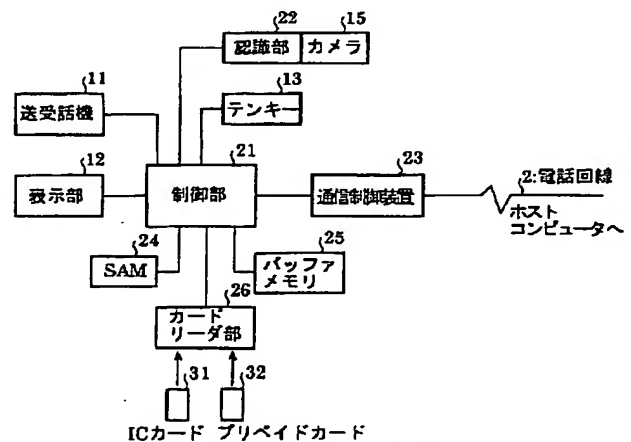 22
15
認識部
カメラ
11
送受話機
13
テンキー
12
表示部
21
制御部
23
通信制御装置
2:電話回線
ホスト
コンピュータへ
24
SAM
25
バッファ
メモリ
26
カード
リーダ部
31
32
ICカード
プリペイドカード